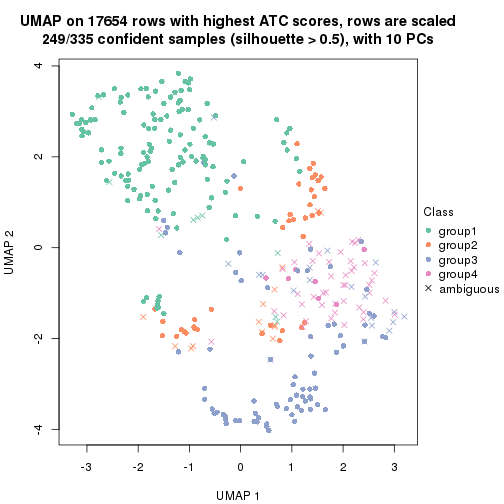 UMAP on 17654 rows with highest ATC scores, rows are scaled
249/335 confident samples (silhouette > 0.5), with 10 PCs
4
2
0
-2
-4
UMAP 2
-3
-2
-1
0
1
2
3
UMAP 1
Class
group1
group2
group3
group4
ambiguous